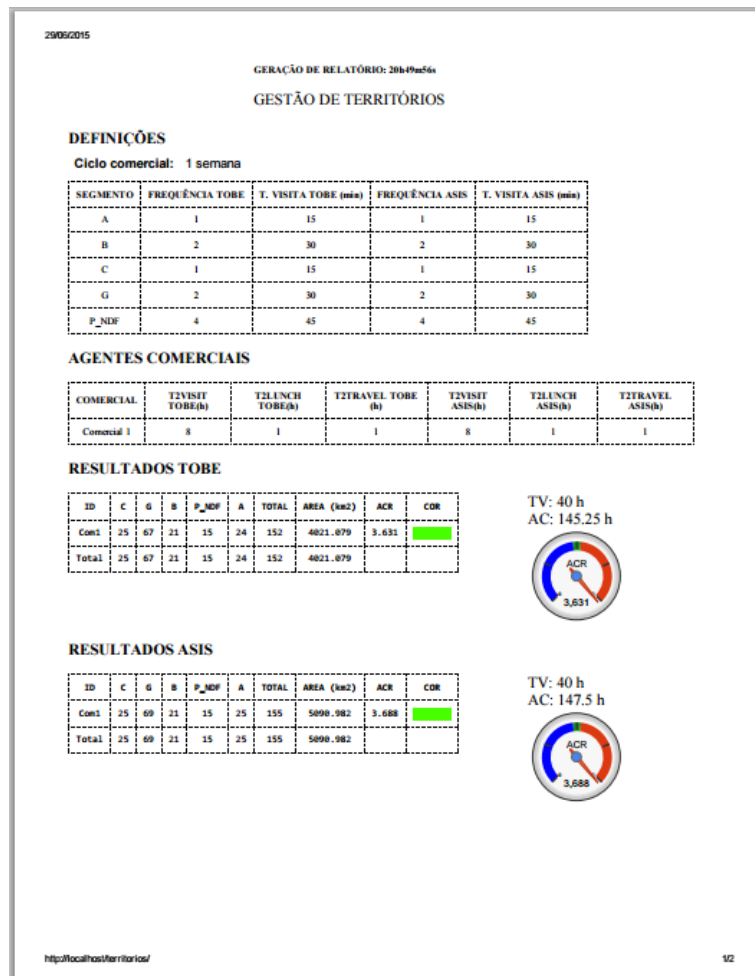 29/06/2015
GERAÇÃO DE RELATÓRIO: 20h49m56s
GESTÃO DE TERRITÓRIOS
DEFINIÇÕES
Ciclo comercial: 1 semana
SEGMENTO FREQUÊNCIA TOBE T. VISITA TOBE (min) FREQUÊNCIA ASIS T. VISITA ASIS (min)
A 1 15 1 15
B 2 30 2 30
C 1 15 1 15
G 2 30 2 30
P_NDF 4 45 4 45
AGENTES COMERCIAIS
COMERCIAL T2VISIT TOBE(h) T2LUNCH TOBE(h) T2TRAVEL TOBE (h) T2VISIT ASIS(h) T2LUNCH ASIS(h) T2TRAVEL ASIS(h)
Comercial 1 8 1 1 8 1 1
RESULTADOS TOBE
ID C G B P_NDF A TOTAL AREA (km2) ACR COR
Com1 25 67 21 15 24 152 4021.079 3.631
Total 25 67 21 15 24 152 4021.079
TV: 40 h
AC: 145.25 h
ACR
3,631
RESULTADOS ASIS
ID C G B P_NDF A TOTAL AREA (km2) ACR COR
Com1 25 69 21 15 25 155 5090.982 3.688
Total 25 69 21 15 25 155 5090.982
TV: 40 h
AC: 147.5 h
ACR
3,688
http://localhost/territorios/ 1/2